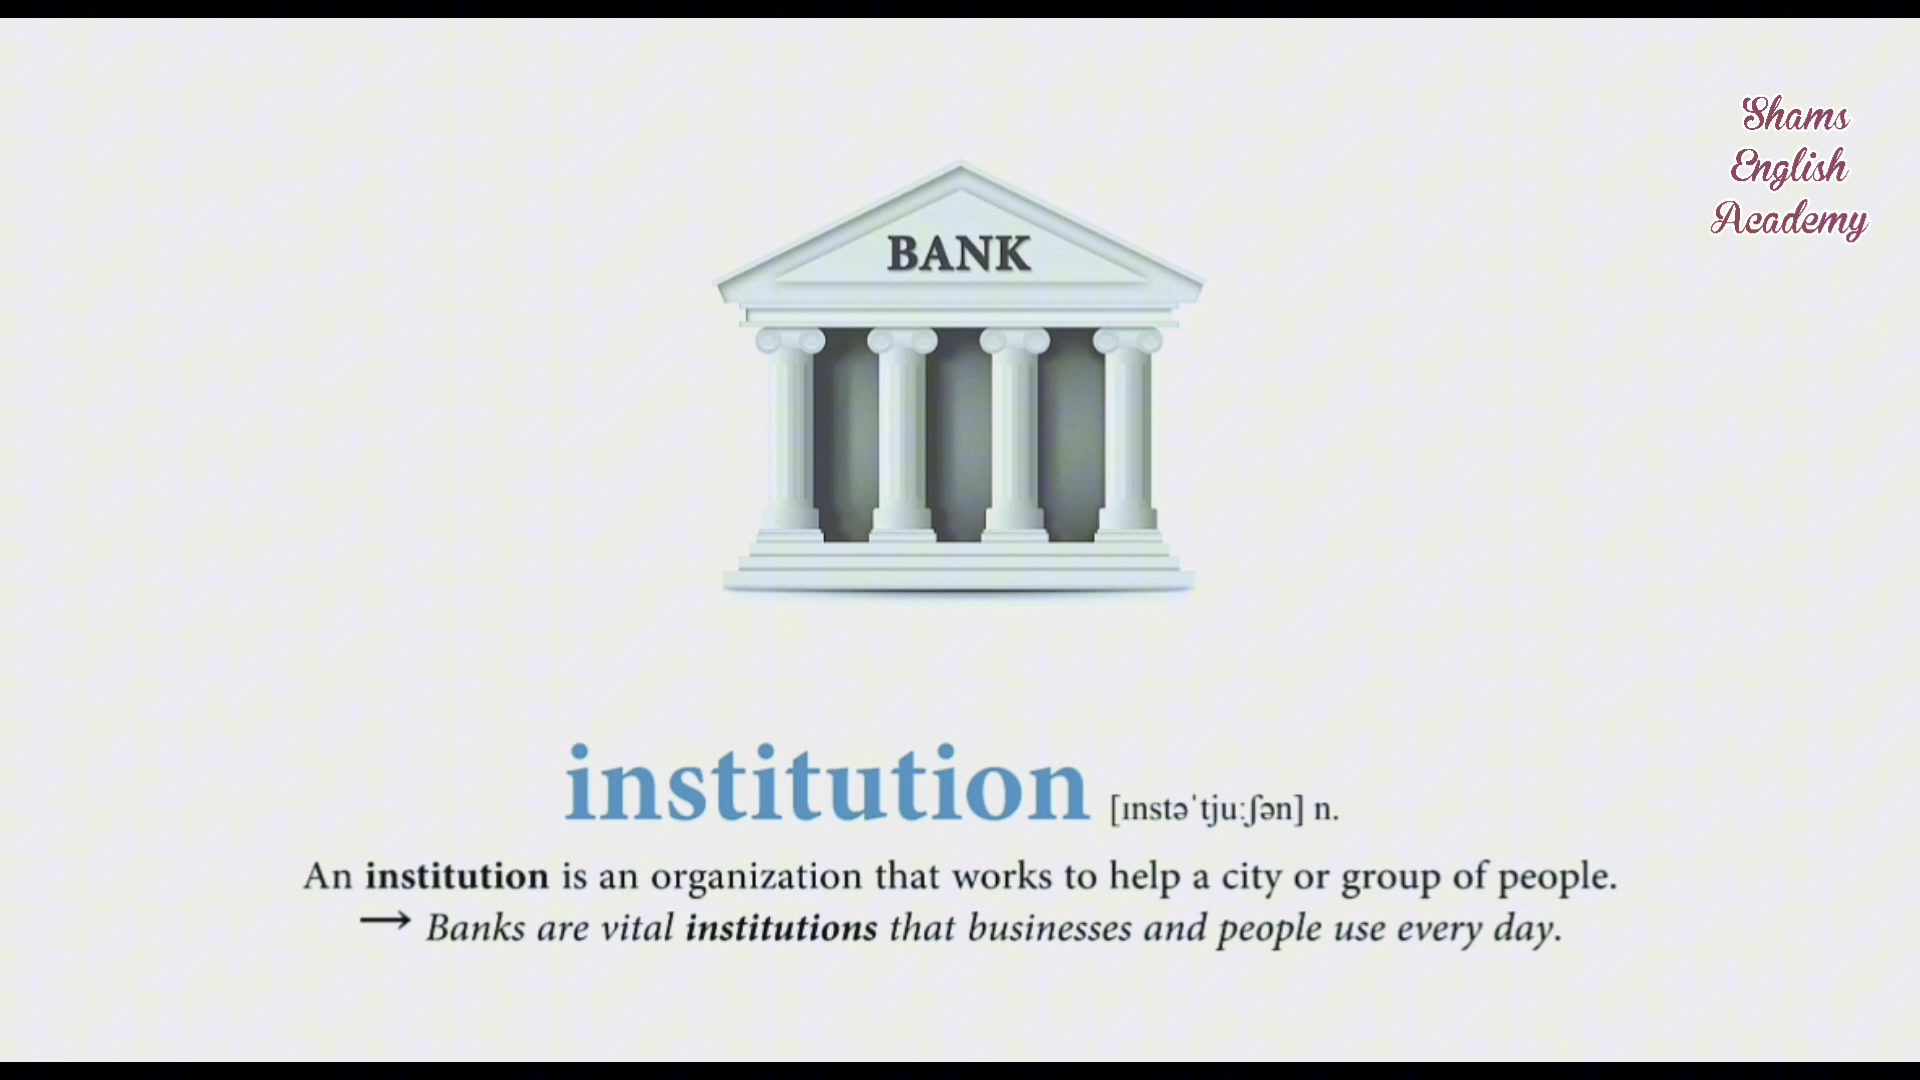 Shams
English
Academy
BANK
institution [ɪnstəˈtjuːʃən] n.
An institution is an organization that works to help a city or group of people.
→ Banks are vital institutions that businesses and people use every day.